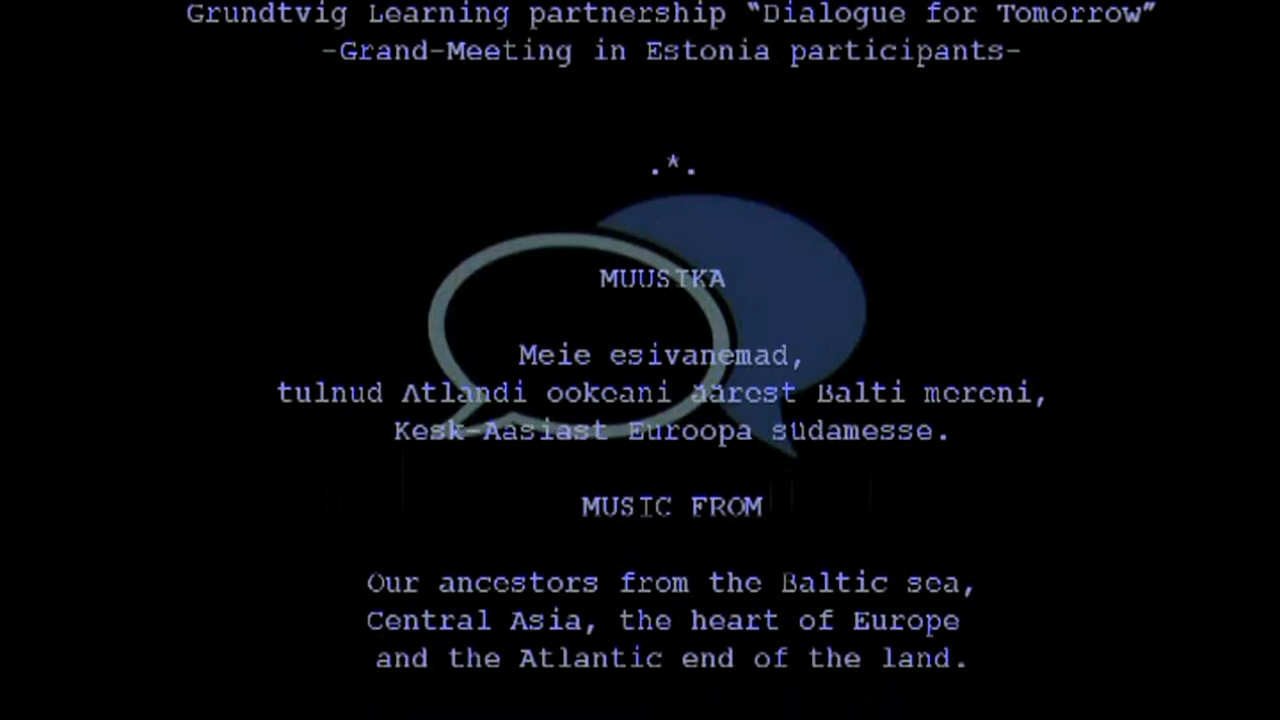 Grundtvig Learning partnership “Dialogue for Tomorrow”
-Grand-Meeting in Estonia participants-
.*.
MUUSIKA
Meie esivanemad,
tulnud Atlandi ookeani äärest Balti mereni,
Kesk-Aasiast Euroopa südamesse.
MUSIC FROM
Our ancestors from the Baltic sea,
Central Asia, the heart of Europe
and the Atlantic end of the land.